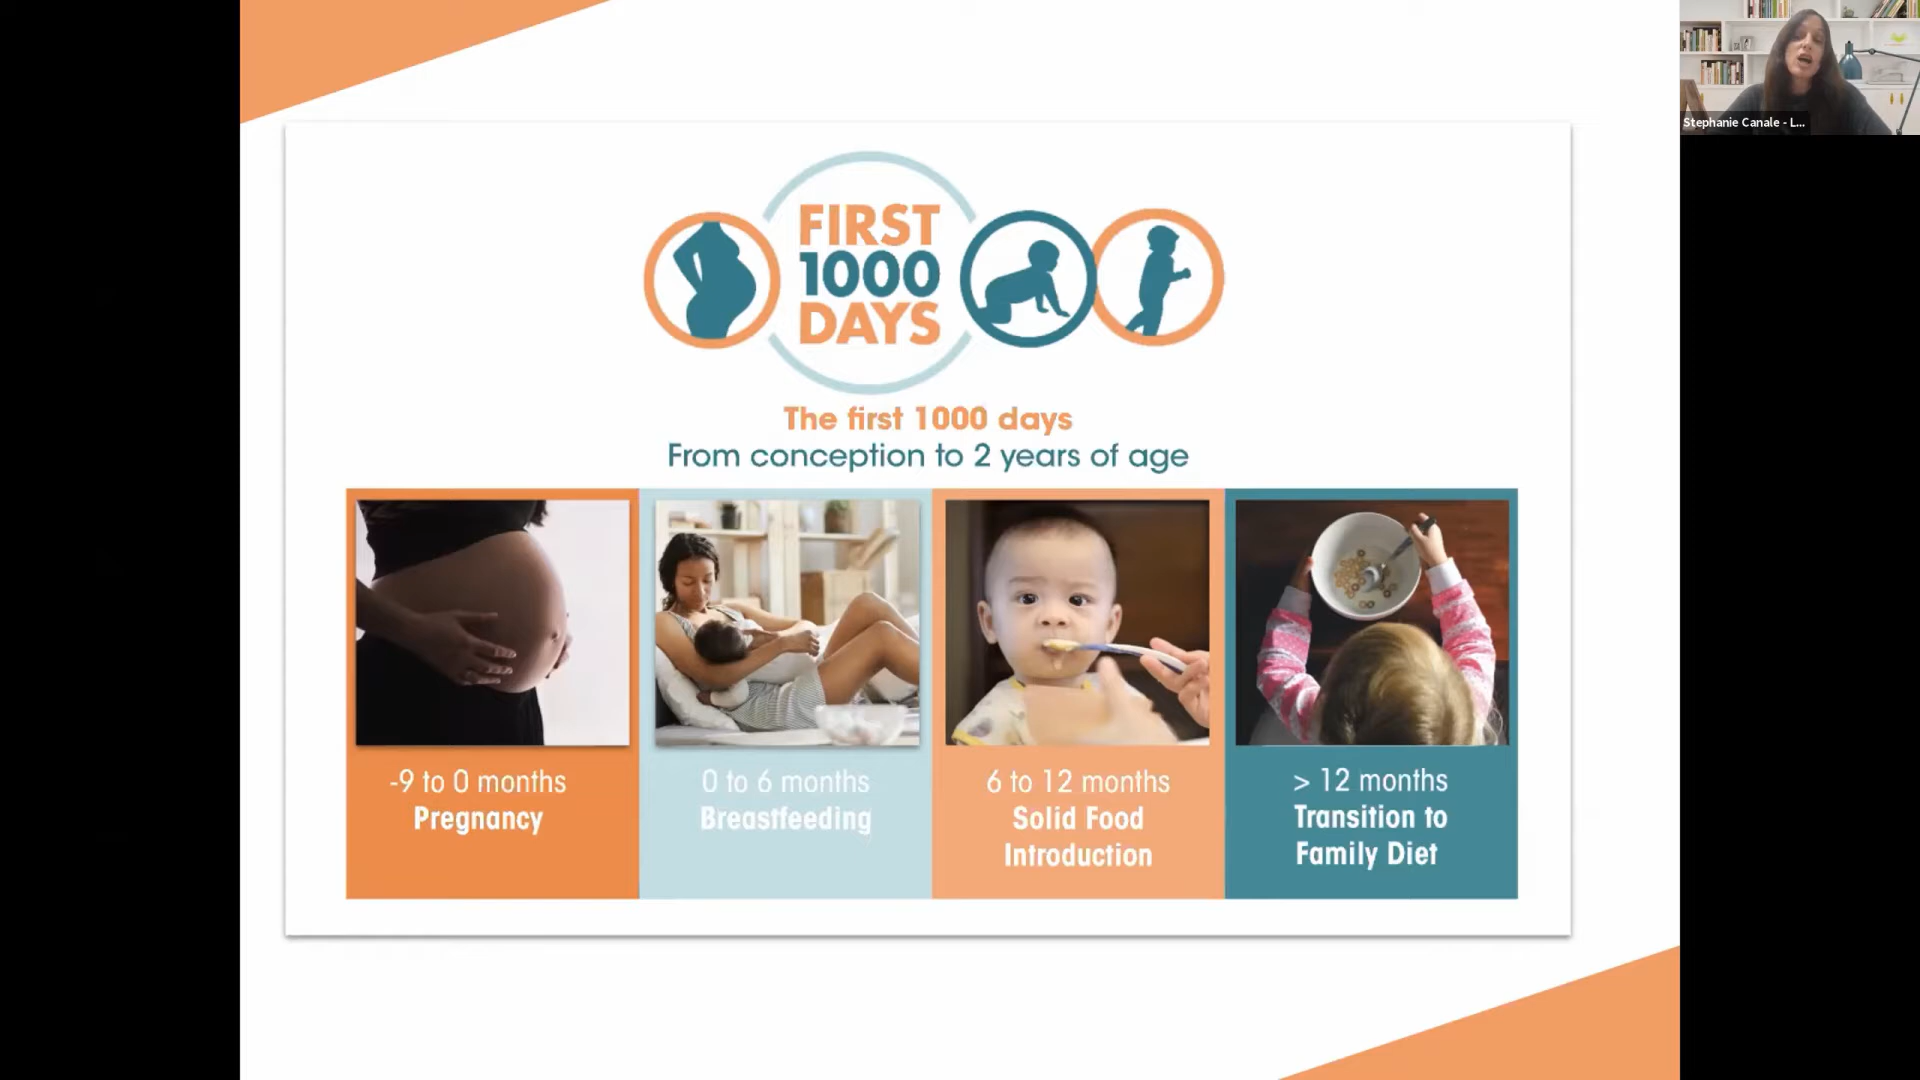 Stephanie Canale - L...
FIRST
1000
DAYS
The first 1000 days
From conception to 2 years of age
-9 to 0 months
Pregnancy
0 to 6 months
Breastfeeding
6 to 12 months
Solid Food
Introduction
> 12 months
Transition to
Family Diet